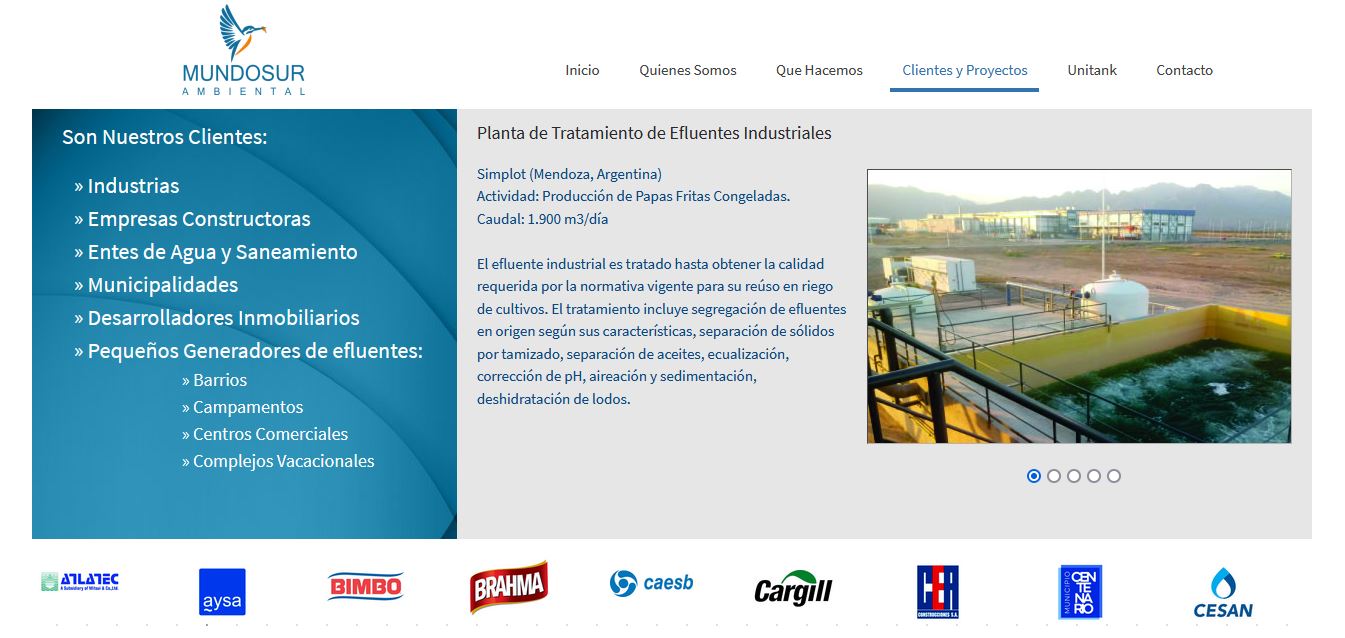 MUNDOSUR
AMBIENTAL
Inicio
Quienes Somos
Que Hacemos
Clientes y Proyectos
Unitank
Contacto
Son Nuestros Clientes:
» Industrias
» Empresas Constructoras
» Entes de Agua y Saneamiento
» Municipalidades
» Desarrolladores Inmobiliarios
» Pequeños Generadores de efluentes:
» Barrios
» Campamentos
» Centros Comerciales
» Complejos Vacacionales
Planta de Tratamiento de Efluentes Industriales
Simplot (Mendoza, Argentina)
Actividad: Producción de Papas Fritas Congeladas.
Caudal: 1.900 m3/día
El efluente industrial es tratado hasta obtener la calidad
requerida por la normativa vigente para su reúso en riego
de cultivos. El tratamiento incluye segregación de efluentes
en origen según sus características, separación de sólidos
por tamizado, separación de aceites, ecualización,
corrección de pH, aireación y sedimentación,
deshidratación de lodos.
ATLATEC
A Subsidiary of Mitsui & Co., Ltd.
aysa
BIMBO
BRAHMA
caesb
Cargill
CER
CONSTRUCCIONES S.A.
MUNICIPIO
CENTENARIO
CESAN